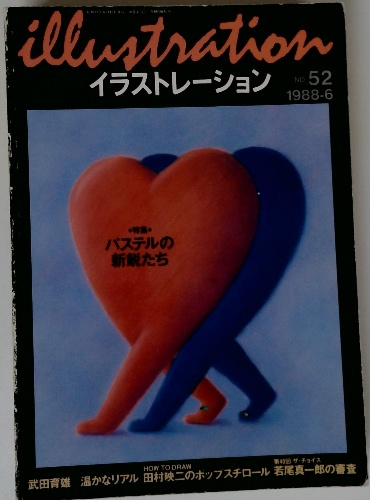 illustration
イラストレーション
NO. 52
1988-6
●特集●
パステルの
新鋭たち
HOW TO DRAW
第49回 ザ・チョイス
武田育雄 温かなリアル 田村映二のホップスチロール 若尾真一郎の審査